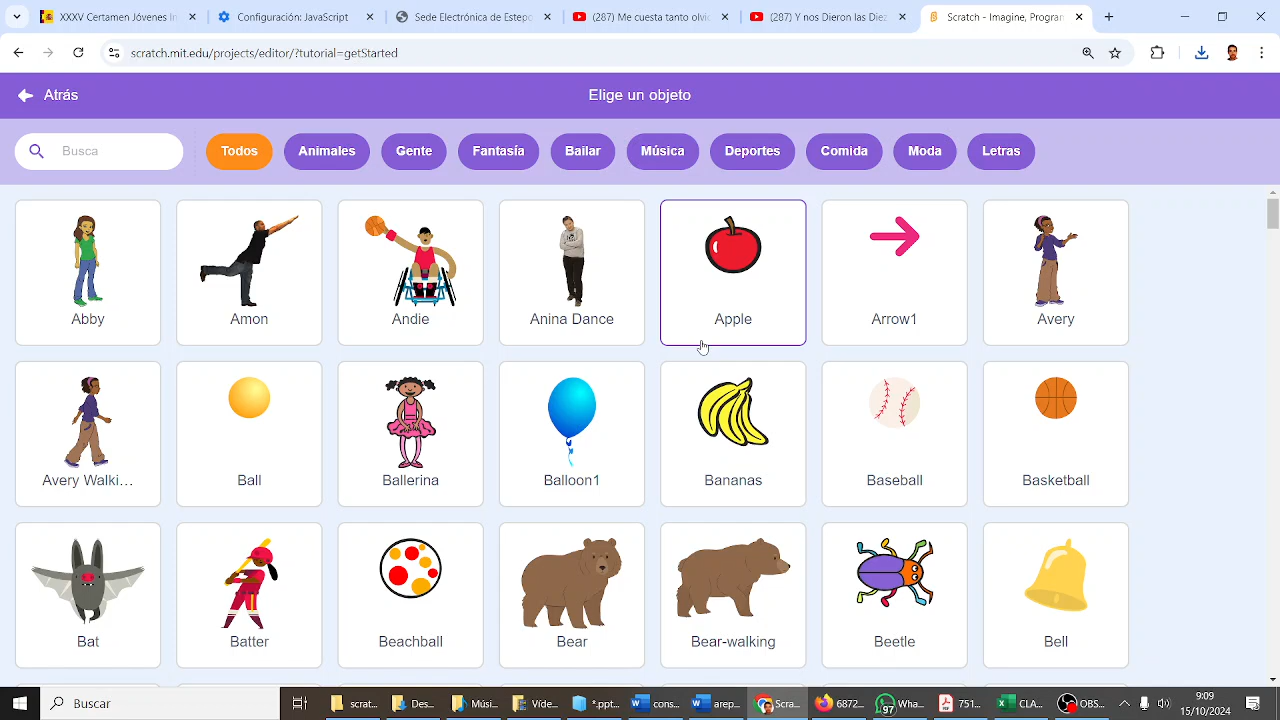 XXXV Certamen Jóvenes In
Configuración: JavaScript
Sede Electrónica de Estepo
(287) Me cuesta tanto olvid
(287) Y nos Dieron las Diez
Scratch - Imagine, Program
scratch.mit.edu/projects/editor/?tutorial=getStarted
Atrás
Elige un objeto
Busca
Todos
Animales
Gente
Fantasía
Bailar
Música
Deportes
Comida
Moda
Letras
Abby
Amon
Andie
Anina Dance
Apple
Arrow1
Avery
Avery Walki...
Ball
Ballerina
Balloon1
Bananas
Baseball
Basketball
Bat
Batter
Beachball
Bear
Bear-walking
Beetle
Bell
Buscar
Des...
Músi...
Víde...
*.ppt...
cons...
arep...
Scra...
6872...
97
Wha...
751...
CLA...
OBS...
9:09
15/10/2024